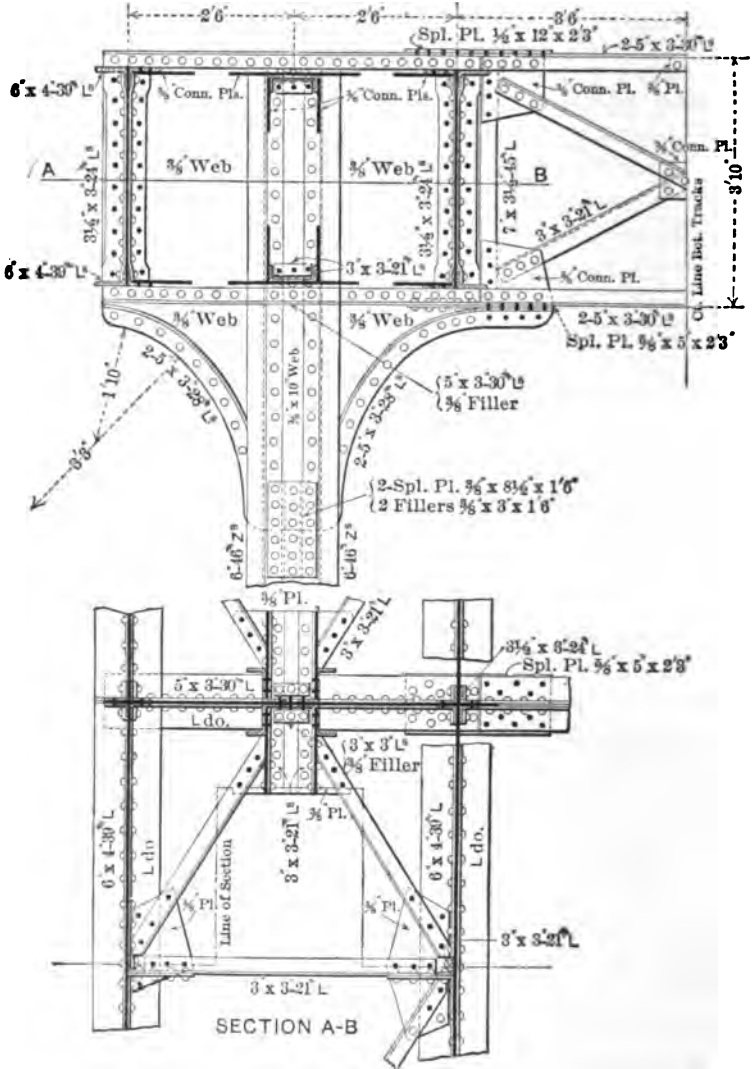 2'6"
2'6"
3'6"
Spl. Pl. ½" x 12" x 2'3"
2-5" x 3"-30# Ls
6" x 4"-30# Ls
⅜" Conn. Pls.
⅜" Conn. Pls.
⅜" Conn. Pl.
⅜" Pl.
⅜" Conn. Pl.
A
⅜" Web
⅜" Web
B
3½" x 3"-24# Ls
3½" x 3"-24# Ls
7" x 3½"-45# L
3" x 3"-21# L
3'10"
Ct. Line Bet. Tracks
6" x 4"-30# Ls
3" x 3"-21# Ls
⅜" Conn. Pl.
⅜" Web
⅜" Web
2-5" x 3"-30# Ls
Spl. Pl. ⅝" x 5" x 2'3"
1'10"
3'3"
2-5" x 3"-28# Ls
⅜" x 10" Web
2-5" x 3"-28# Ls
5" x 3"-30# Ls
⅜" Filler
2-Spl. Pl. ⅜" x 8½" x 1'6"
2 Fillers ⅜" x 3" x 1'6"
6"-46# Zs
6"-46# Zs
⅜" Pl.
3" x 3"-21# L
3½" x 3"-24# L
Spl. Pl. ⅝" x 5" x 2'3"
5" x 3"-30# L
L do.
3" x 3" Ls
⅜" Filler
⅜" Pl.
6" x 4"-30# L
L do
Line of Section
3" x 3"-21# Ls
6" x 4"-30# L
L do.
⅜" Pl.
⅜" Pl.
3" x 3"-21# L
3" x 3"-21# L
SECTION A-B